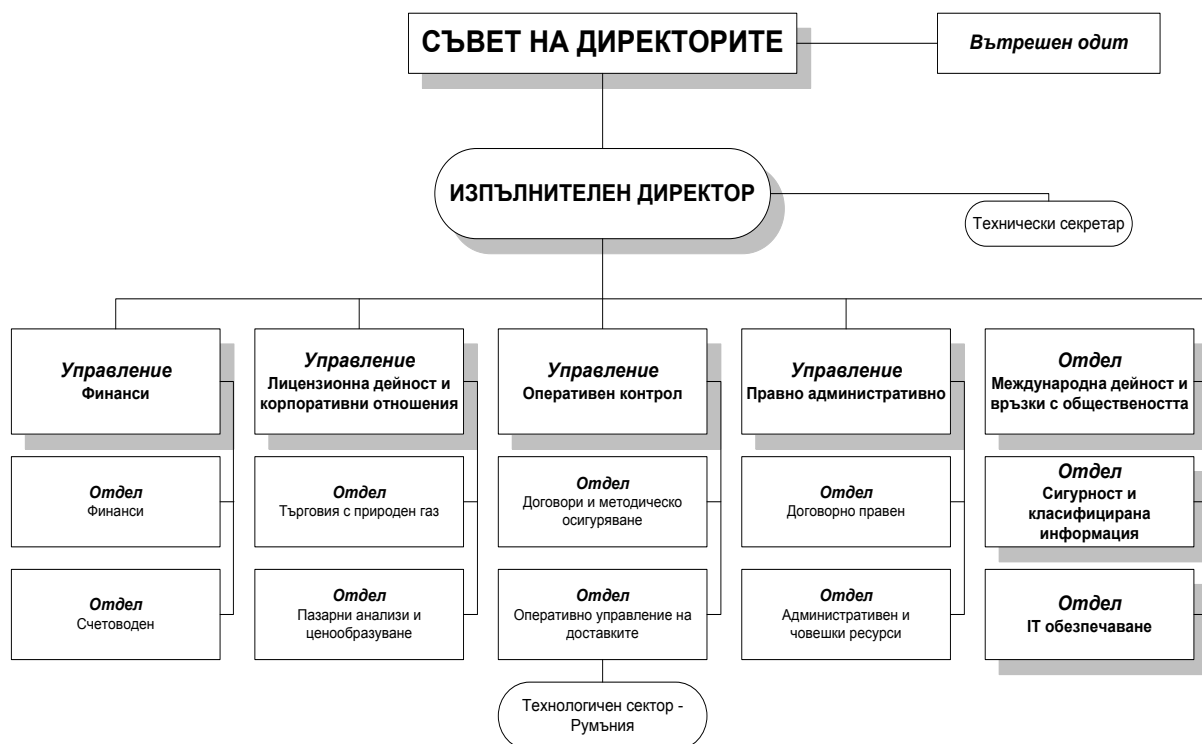 СЪВЕТ НА ДИРЕКТОРИТЕ
Вътрешен одит
ИЗПЪЛНИТЕЛЕН ДИРЕКТОР
Технически секретар
Управление
Финанси
Управление
Лицензионна дейност и
корпоративни отношения
Управление
Оперативен контрол
Управление
Правно административно
Отдел
Международна дейност и
връзки с обществеността
Отдел
Финанси
Отдел
Търговия с природен газ
Отдел
Договори и методическо
осигуряване
Отдел
Договорно правен
Отдел
Сигурност и
класифицирана
информация
Отдел
Счетоводен
Отдел
Пазарни анализи и
ценообразуване
Отдел
Оперативно управление на
доставките
Отдел
Административен и
човешки ресурси
Отдел
IT обезпечаване
Технологичен сектор -
Румъния